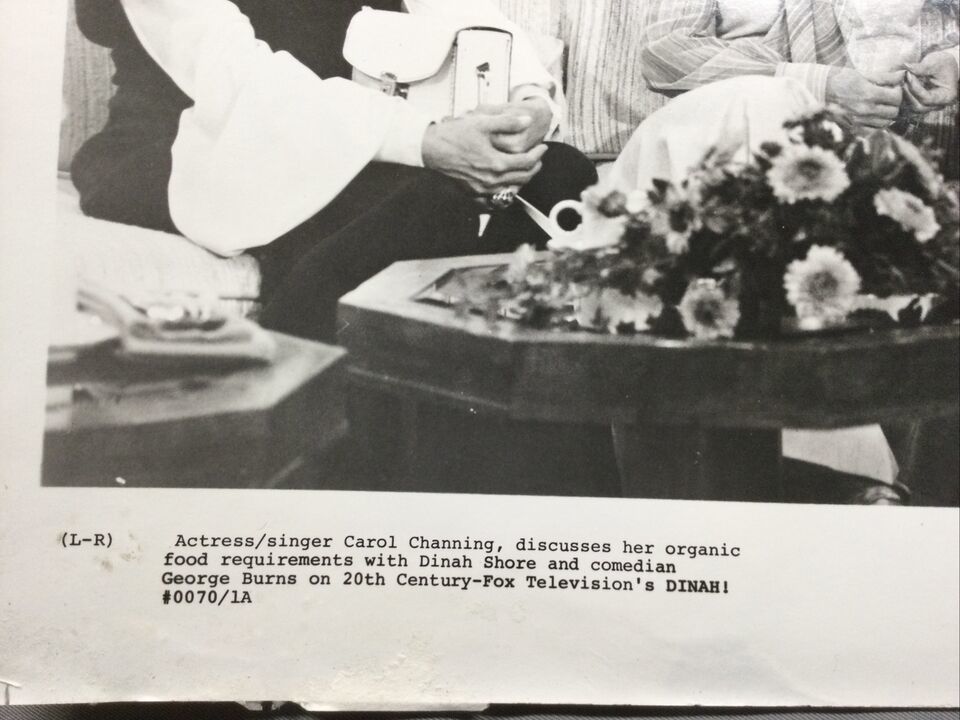 (L-R) Actress/singer Carol Channing, discusses her organic
food requirements with Dinah Shore and comedian
George Burns on 20th Century-Fox Television's DINAH!
#0070/1A